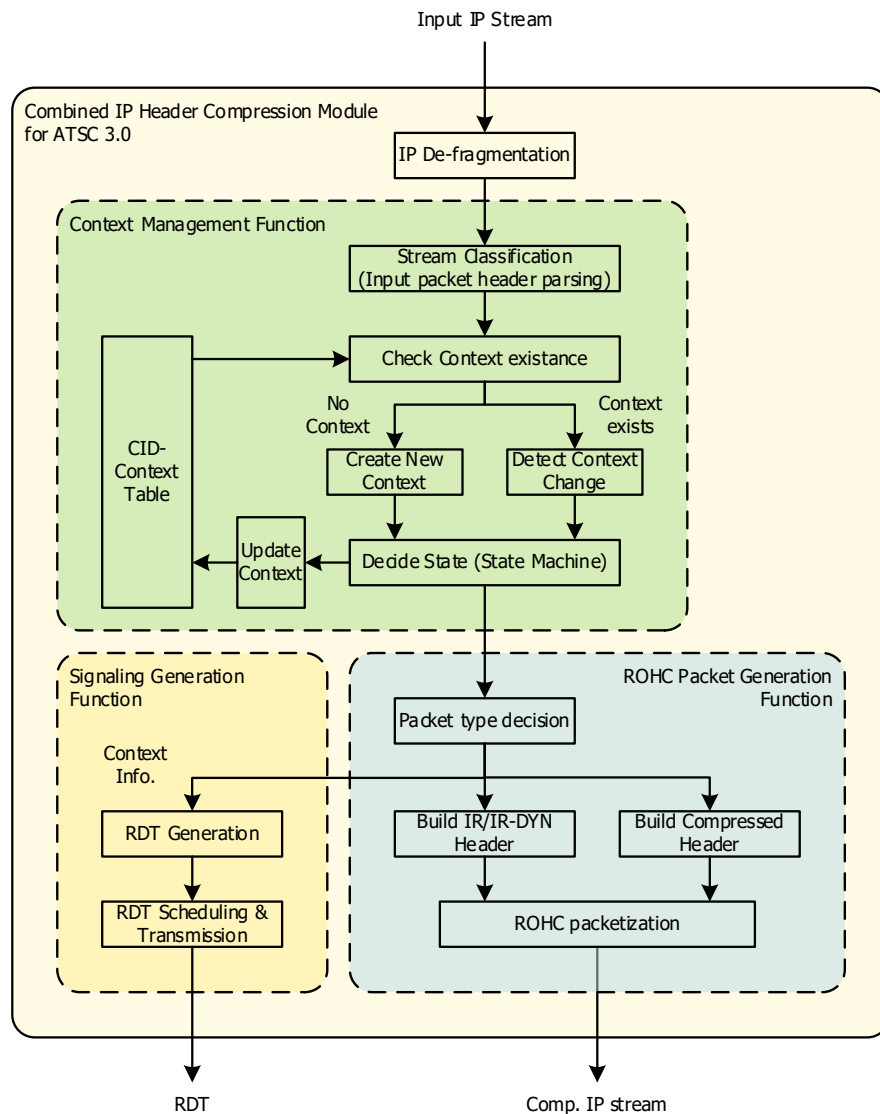 Input IP Stream
Combined IP Header Compression Module
for ATSC 3.0
IP De-fragmentation
Context Management Function
Stream Classification
(Input packet header parsing)
Check Context existance
No
Context
Context
exists
CID-
Context
Table
Create New
Context
Detect Context
Change
Update
Context
Decide State (State Machine)
Signaling Generation
Function
ROHC Packet Generation
Function
Packet type decision
Context
Info.
RDT Generation
Build IR/IR-DYN
Header
Build Compressed
Header
RDT Scheduling &
Transmission
ROHC packetization
RDT
Comp. IP stream